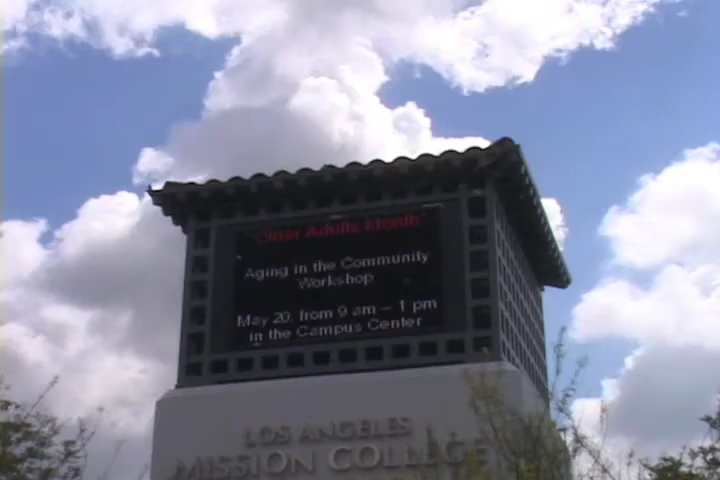 "Older Adults Month"
Aging in the Community
Workshop
May 20, from 9 am - 1 pm
in the Campus Center
LOS ANGELES
MISSION COLLEGE